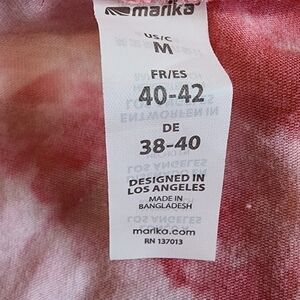 marika
US/C
M
FR/ES
40-42
DE
38-40
DESIGNED IN
LOS ANGELES
MADE IN
BANGLADESH
marika.com
RN 137013